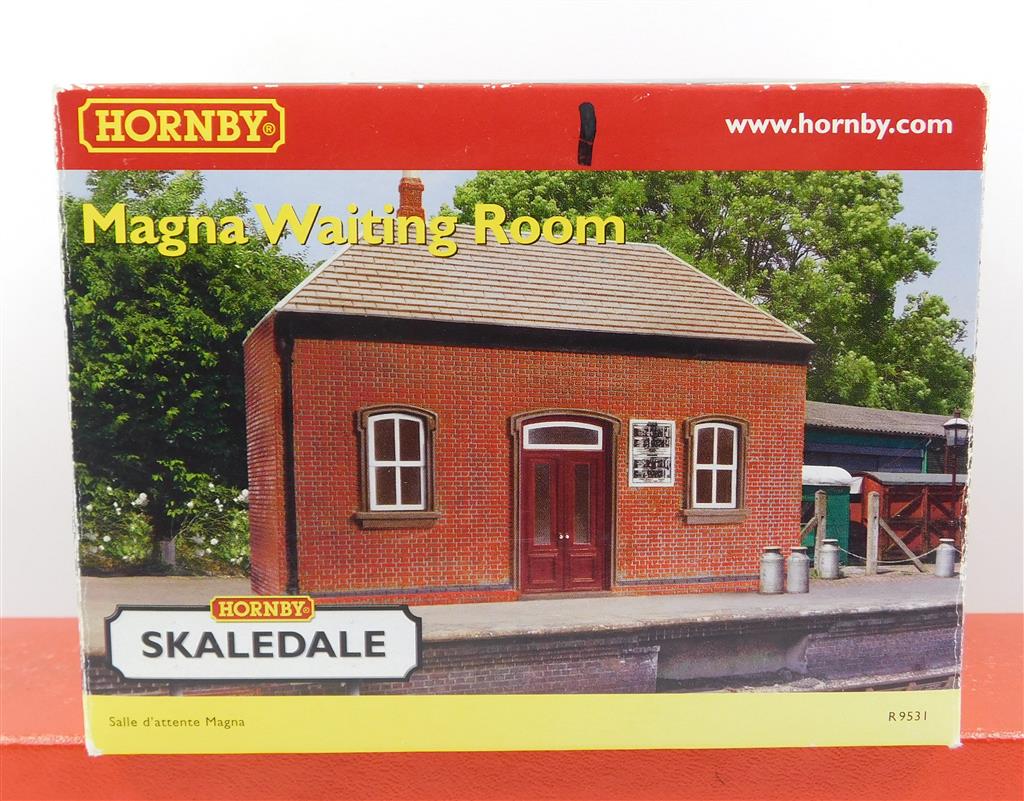 HORNBY®
www.hornby.com
Magna Waiting Room
HORNBY®
SKALEDALE
Salle d'attente Magna
R9531